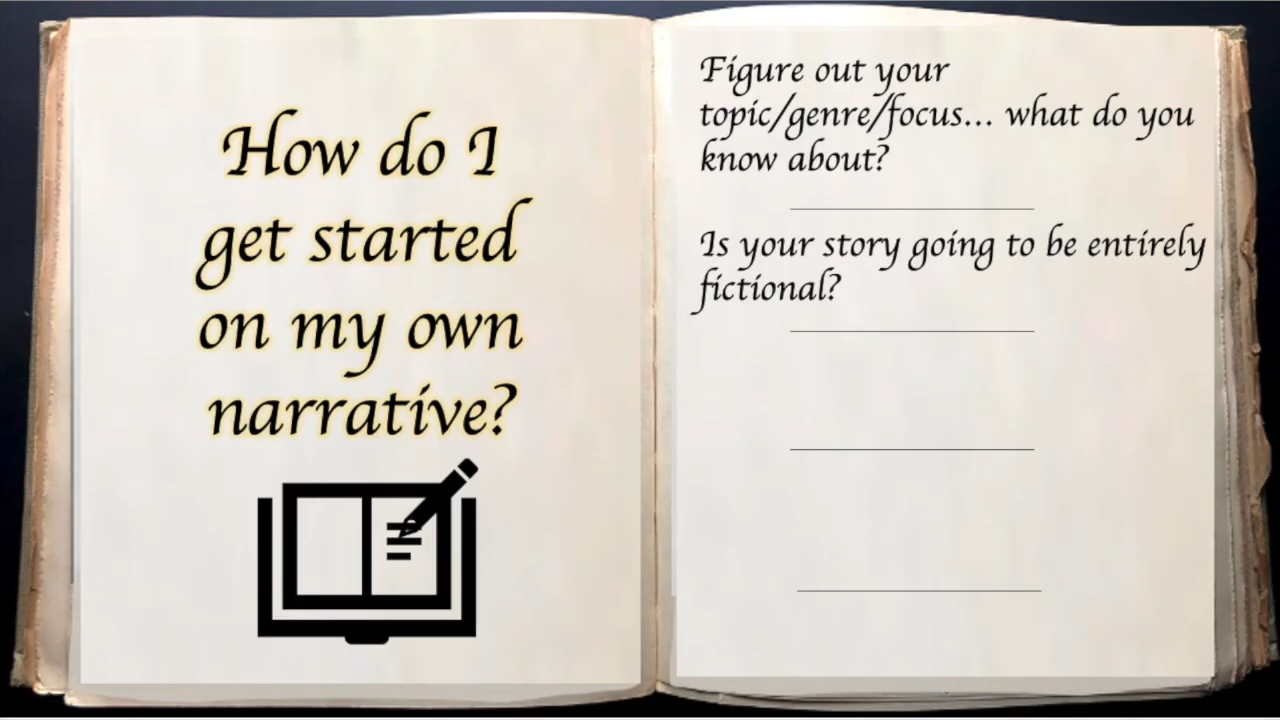 How do I
get started
on my own
narrative?
Figure out your
topic/genre/focus... what do you
know about?
Is your story going to be entirely
fictional?